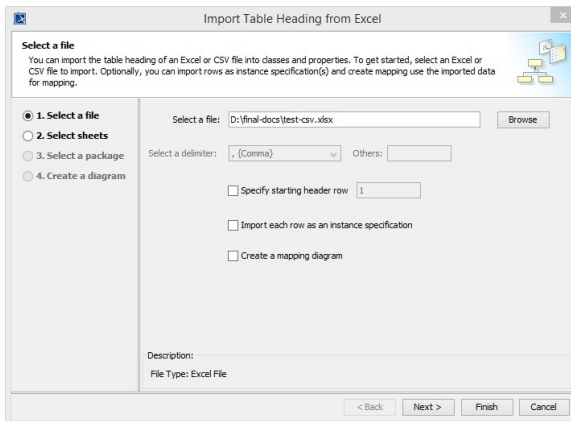 Import Table Heading from Excel
Select a file
You can import the table heading of an Excel or CSV file into classes and properties. To get started, select an Excel or
CSV file to import. Optionally, you can import rows as instance specification(s) and create mapping use the imported data
for mapping.
1. Select a file
2. Select sheets
3. Select a package
4. Create a diagram
Select a file: D:\final-docs\test-csv.xlsx Browse
Select a delimiter: , {Comma} Others:
Specify starting header row 1
Import each row as an instance specification
Create a mapping diagram
Description:
File Type: Excel File
< Back Next > Finish Cancel